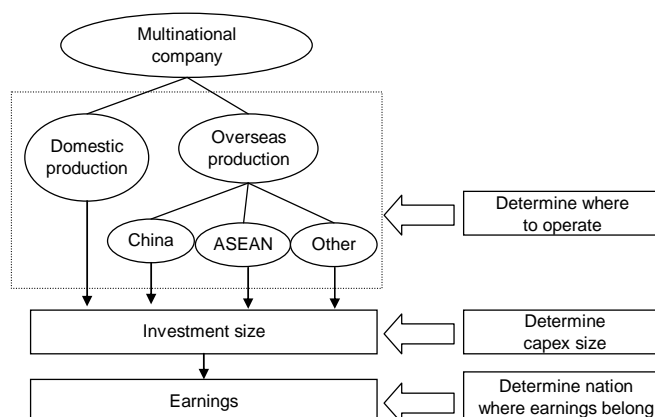 Multinational
company
Domestic
production
Overseas
production
China
ASEAN
Other
Determine where
to operate
Investment size
Determine
capex size
Earnings
Determine nation
where earnings belong